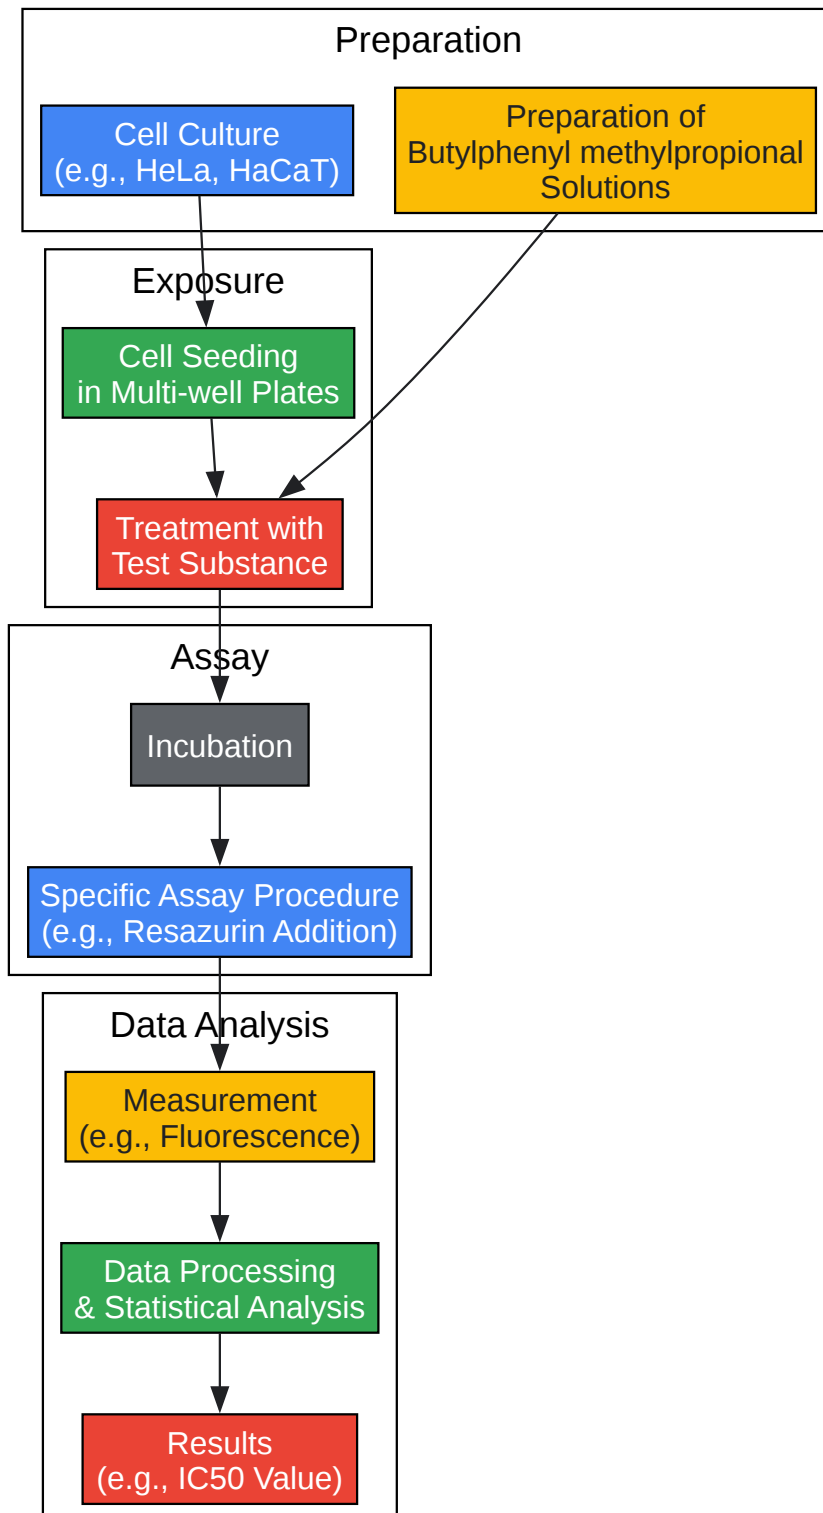 Preparation
Cell Culture
(e.g., HeLa, HaCaT)
Preparation of
Butylphenyl methylpropional
Solutions
Exposure
Cell Seeding
in Multi-well Plates
Treatment with
Test Substance
Assay
Incubation
Specific Assay Procedure
(e.g., Resazurin Addition)
Data Analysis
Measurement
(e.g., Fluorescence)
Data Processing
& Statistical Analysis
Results
(e.g., IC50 Value)